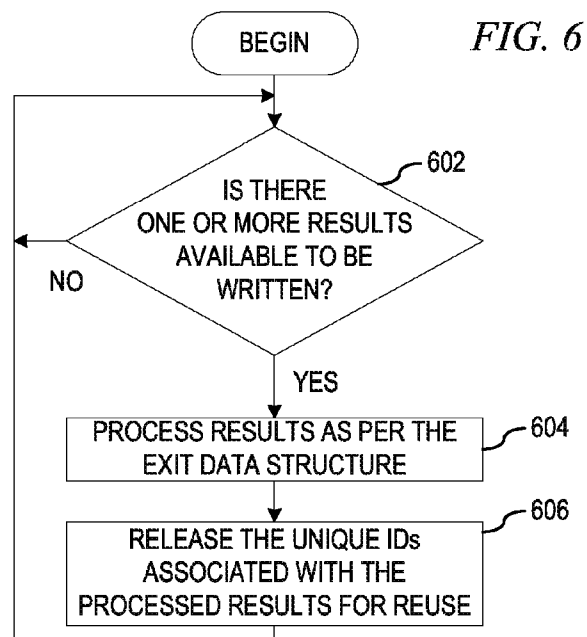 BEGIN
FIG. 6
602
IS THERE
ONE OR MORE RESULTS
AVAILABLE TO BE
WRITTEN?
NO
YES
PROCESS RESULTS AS PER THE
EXIT DATA STRUCTURE
604
606
RELEASE THE UNIQUE IDs
ASSOCIATED WITH THE
PROCESSED RESULTS FOR REUSE